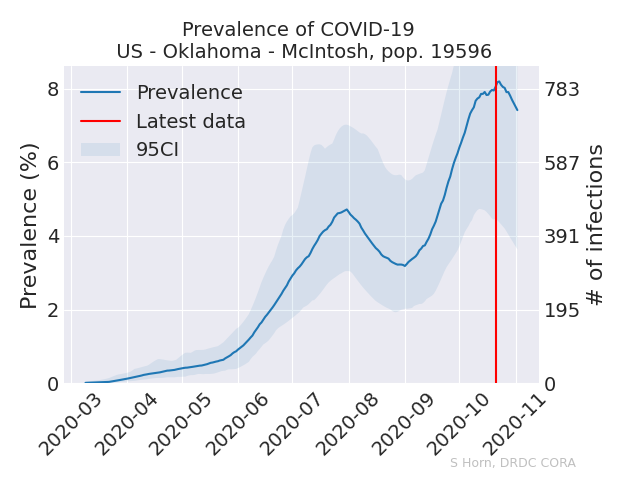 Prevalence of COVID-19
US - Oklahoma - McIntosh, pop. 19596
Prevalence
Latest data
95CI
Prevalence (%)
8
6
4
2
0
783
587
391
195
0
# of infections
2020-03
2020-04
2020-05
2020-06
2020-07
2020-08
2020-09
2020-10
2020-11
S Horn, DRDC CORA